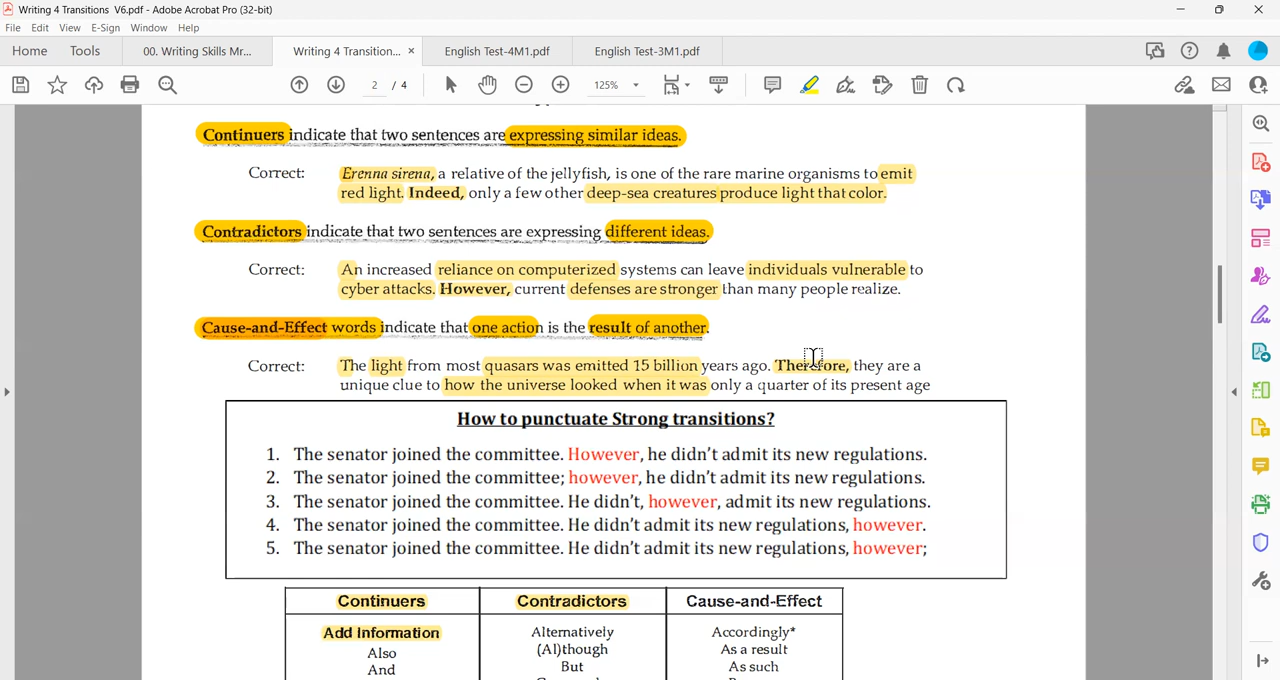 Writing 4 Transitions  V6.pdf - Adobe Acrobat Pro (32-bit)
File Edit View E-Sign Window Help
Home Tools 00. Writing Skills Mr... Writing 4 Transition... × English Test-4M1.pdf English Test-3M1.pdf
2 / 4 125%
Continuers indicate that two sentences are expressing similar ideas.
Correct: Erenna sirena, a relative of the jellyfish, is one of the rare marine organisms to emit
red light. Indeed, only a few other deep-sea creatures produce light that color.
Contradictors indicate that two sentences are expressing different ideas.
Correct: An increased reliance on computerized systems can leave individuals vulnerable to
cyber attacks. However, current defenses are stronger than many people realize.
Cause-and-Effect words indicate that one action is the result of another.
Correct: The light from most quasars was emitted 15 billion years ago. Therefore, they are a
unique clue to how the universe looked when it was only a quarter of its present age
How to punctuate Strong transitions?
1. The senator joined the committee. However, he didn't admit its new regulations.
2. The senator joined the committee; however, he didn't admit its new regulations.
3. The senator joined the committee. He didn't, however, admit its new regulations.
4. The senator joined the committee. He didn't admit its new regulations, however.
5. The senator joined the committee. He didn't admit its new regulations, however;
Continuers Contradictors Cause-and-Effect
Add Information Alternatively Accordingly*
Also (Al)though As a result
And But As such